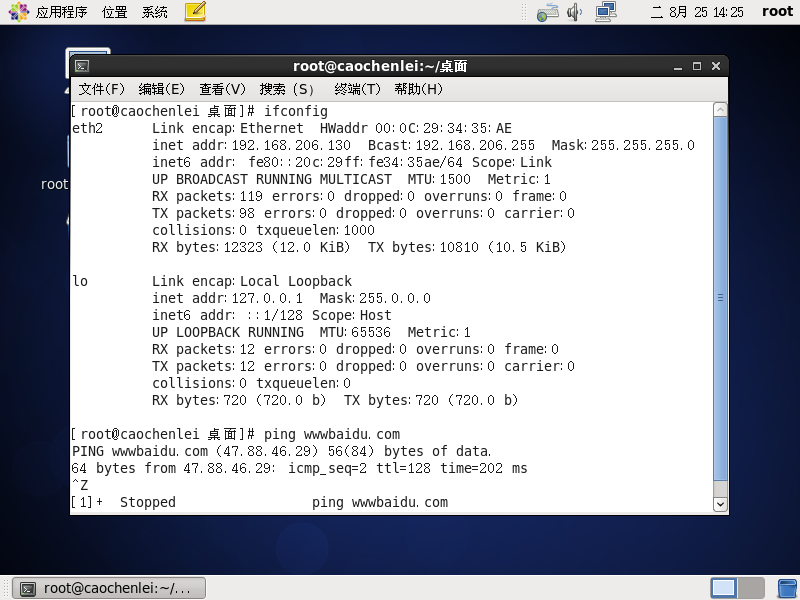 应用程序 位置 系统 二 8月 25 14:25 root
root@caochenlei:~/桌面
文件(F) 编辑(E) 查看(V) 搜索 (S) 终端(T) 帮助(H)
[root@caochenlei 桌面]# ifconfig
eth2 Link encap:Ethernet HWaddr 00:0C:29:34:35:AE
inet addr:192.168.206.130 Bcast:192.168.206.255 Mask:255.255.255.0
inet6 addr: fe80::20c:29ff:fe34:35ae/64 Scope:Link
UP BROADCAST RUNNING MULTICAST MTU:1500 Metric:1
RX packets:119 errors:0 dropped:0 overruns:0 frame:0
TX packets:98 errors:0 dropped:0 overruns:0 carrier:0
collisions:0 txqueuelen:1000
RX bytes:12323 (12.0 KiB) TX bytes:10810 (10.5 KiB)
lo Link encap:Local Loopback
inet addr:127.0.0.1 Mask:255.0.0.0
inet6 addr: ::1/128 Scope:Host
UP LOOPBACK RUNNING MTU:65536 Metric:1
RX packets:12 errors:0 dropped:0 overruns:0 frame:0
TX packets:12 errors:0 dropped:0 overruns:0 carrier:0
collisions:0 txqueuelen:0
RX bytes:720 (720.0 b) TX bytes:720 (720.0 b)
[root@caochenlei 桌面]# ping wwwbaidu.com
PING wwwbaidu.com (47.88.46.29) 56(84) bytes of data.
64 bytes from 47.88.46.29: icmp_seq=2 ttl=128 time=202 ms
^Z
[1]+ Stopped ping wwwbaidu.com
root
root@caochenlei:~/...